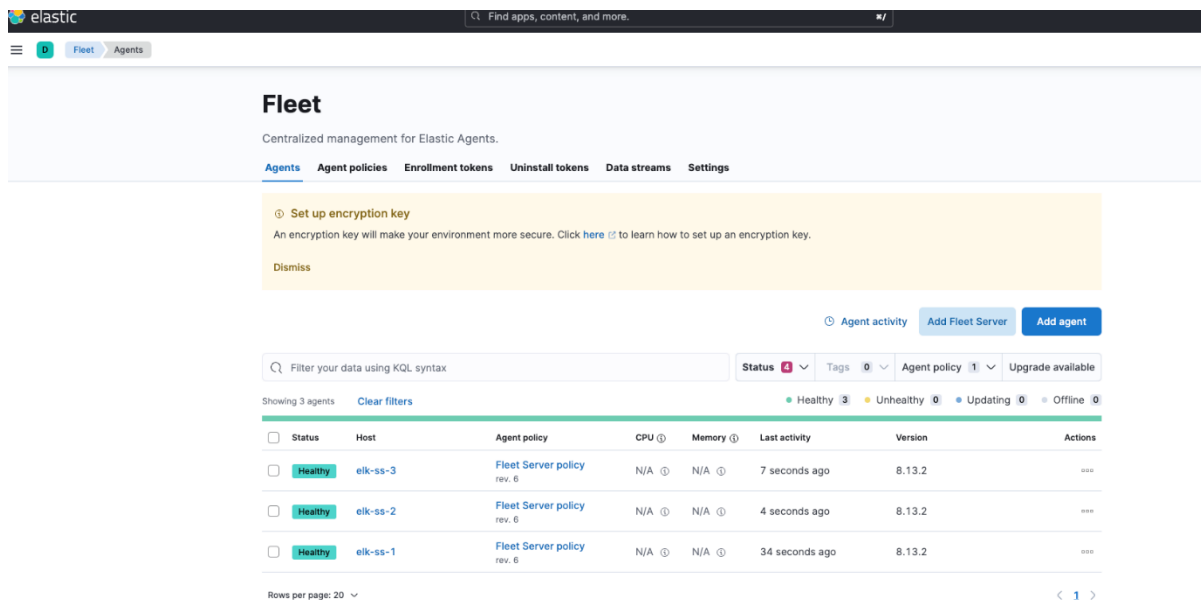 elastic
Find apps, content, and more.
⌘/
D Fleet Agents
Fleet
Centralized management for Elastic Agents.
Agents Agent policies Enrollment tokens Uninstall tokens Data streams Settings
Set up encryption key
An encryption key will make your environment more secure. Click here to learn how to set up an encryption key.
Dismiss
Agent activity Add Fleet Server Add agent
Filter your data using KQL syntax Status 4 Tags 0 Agent policy 1 Upgrade available
Showing 3 agents Clear filters Healthy 3 Unhealthy 0 Updating 0 Offline 0
Status Host Agent policy CPU Memory Last activity Version Actions
Healthy elk-ss-3 Fleet Server policy N/A N/A 7 seconds ago 8.13.2
rev. 6
Healthy elk-ss-2 Fleet Server policy N/A N/A 4 seconds ago 8.13.2
rev. 6
Healthy elk-ss-1 Fleet Server policy N/A N/A 34 seconds ago 8.13.2
rev. 6
Rows per page: 20 < 1 >